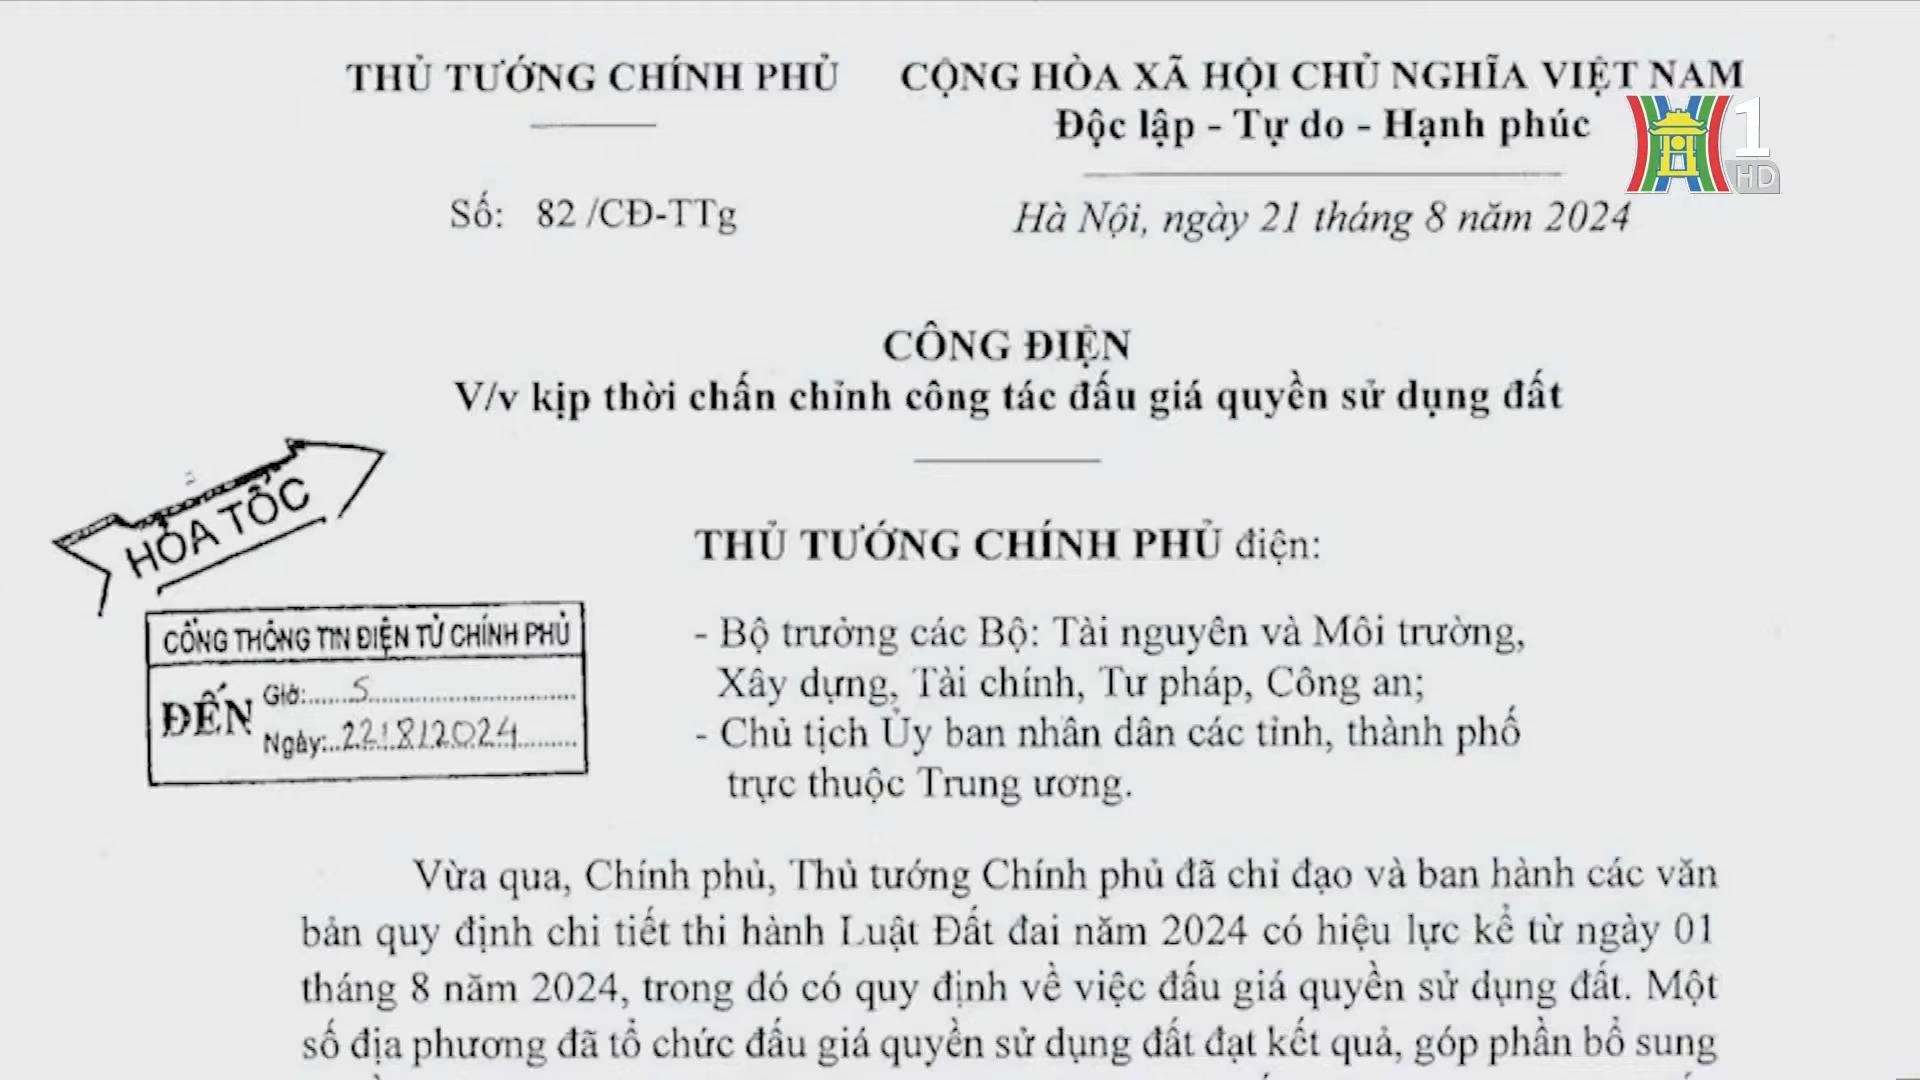 THỦ TƯỚNG CHÍNH PHỦ
CỘNG HÒA XÃ HỘI CHỦ NGHĨA VIỆT NAM
Độc lập - Tự do - Hạnh phúc
1
HD
Số: 82 /CĐ-TTg
Hà Nội, ngày 21 tháng 8 năm 2024
CÔNG ĐIỆN
V/v kịp thời chấn chỉnh công tác đấu giá quyền sử dụng đất
HỎA TỐC
THỦ TƯỚNG CHÍNH PHỦ điện:
CỔNG THÔNG TIN ĐIỆN TỬ CHÍNH PHỦ
ĐẾN
Giờ:.....5.....
Ngày:..22/8/2024.....
- Bộ trưởng các Bộ: Tài nguyên và Môi trường,
Xây dựng, Tài chính, Tư pháp, Công an;
- Chủ tịch Ủy ban nhân dân các tỉnh, thành phố
trực thuộc Trung ương.
Vừa qua, Chính phủ, Thủ tướng Chính phủ đã chỉ đạo và ban hành các văn
bản quy định chi tiết thi hành Luật Đất đai năm 2024 có hiệu lực kể từ ngày 01
tháng 8 năm 2024, trong đó có quy định về việc đấu giá quyền sử dụng đất. Một
số địa phương đã tổ chức đấu giá quyền sử dụng đất đạt kết quả, góp phần bổ sung